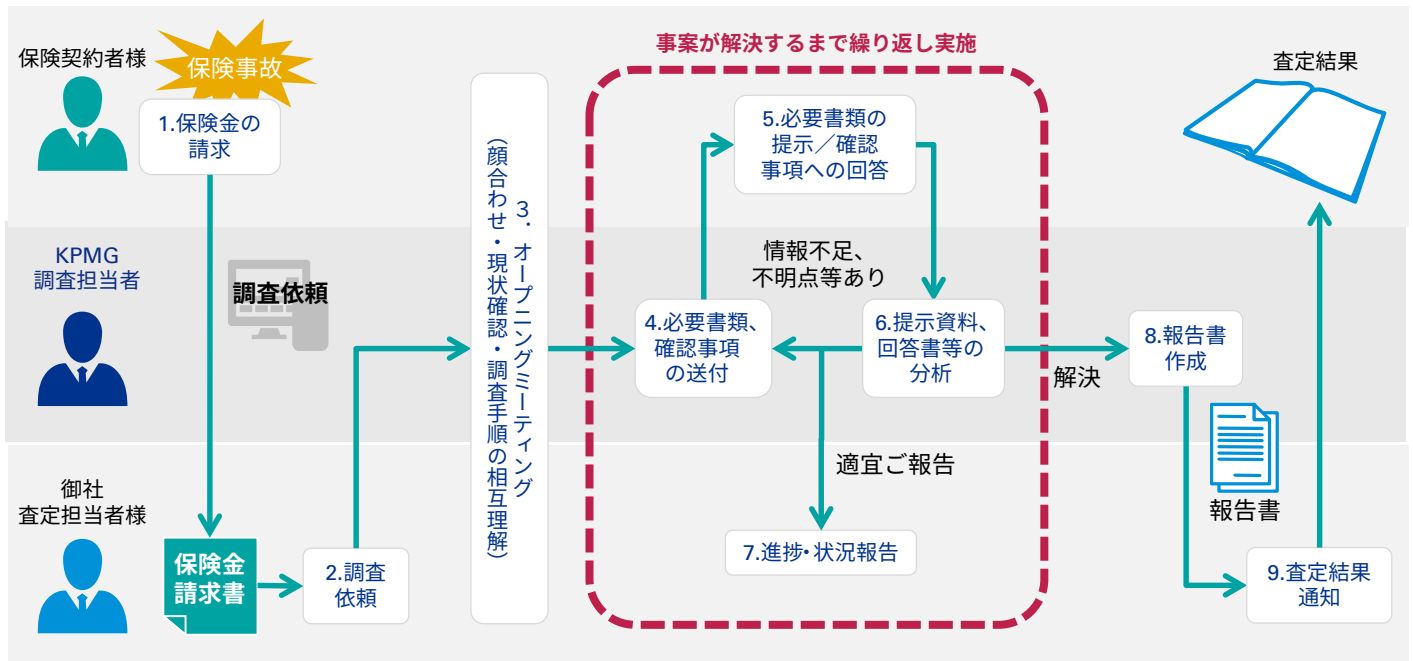 保険契約者様
保険事故
1.保険金の
請求
KPMG
調査担当者
調査依頼
御社
査定担当者様
保険金
請求書
2.調査
依頼
3．オープニングミーティング
（顔合わせ・現状確認・調査手順の相互理解）
事案が解決するまで繰り返し実施
4.必要書類、
確認事項
の送付
5.必要書類の
提示／確認
事項への回答
情報不足、
不明点等あり
6.提示資料、
回答書等の
分析
適宜ご報告
7.進捗・状況報告
解決
8.報告書
作成
報告書
9.査定結果
通知
査定結果